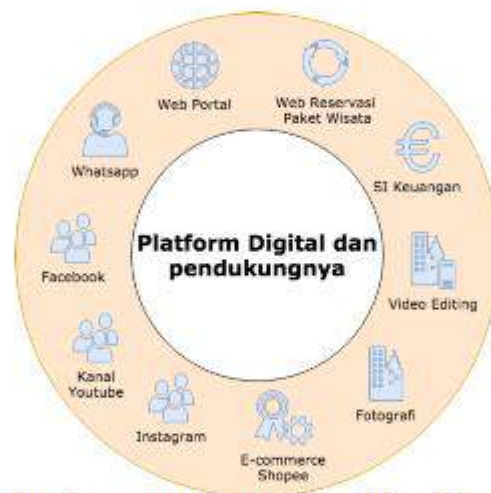 Platform Digital dan
pendukungnya
Web Portal
Web Reservasi
Paket Wisata
SI Keuangan
Video Editing
Fotografi
E-commerce
Shopee
Instagram
Kanal
Youtube
Facebook
Whatsapp